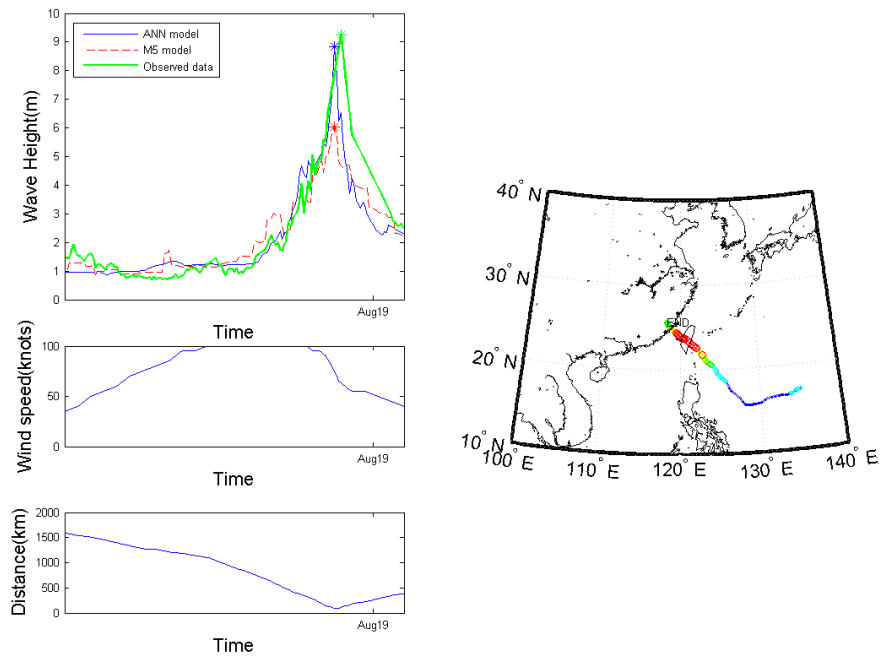 10
9
8
7
6
5
4
3
2
1
0
Wave Height(m)
ANN model
M5 model
Observed data
Aug19
Time
100
50
0
Wind speed(knots)
Aug19
Time
2000
1500
1000
500
0
Distance(km)
Aug19
Time
40° N
30° N
20° N
10° N
100° E
110° E
120° E
130° E
140° E
END